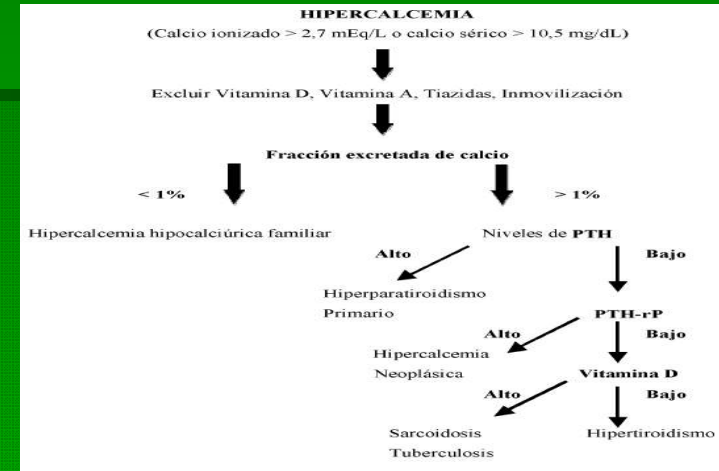 HIPERCALCEMIA
(Calcio ionizado > 2,7 mEq/L o calcio sérico > 10,5 mg/dL)
Excluir Vitamina D, Vitamina A, Tiazidas, Inmovilización
Fracción excretada de calcio
< 1%
> 1%
Hipercalcemia hipocalciúrica familiar
Niveles de PTH
Alto
Bajo
Hiperparatiroidismo
Primario
PTH-rP
Alto
Bajo
Hipercalcemia
Neoplásica
Vitamina D
Alto
Bajo
Sarcoidosis
Tuberculosis
Hipertiroidismo